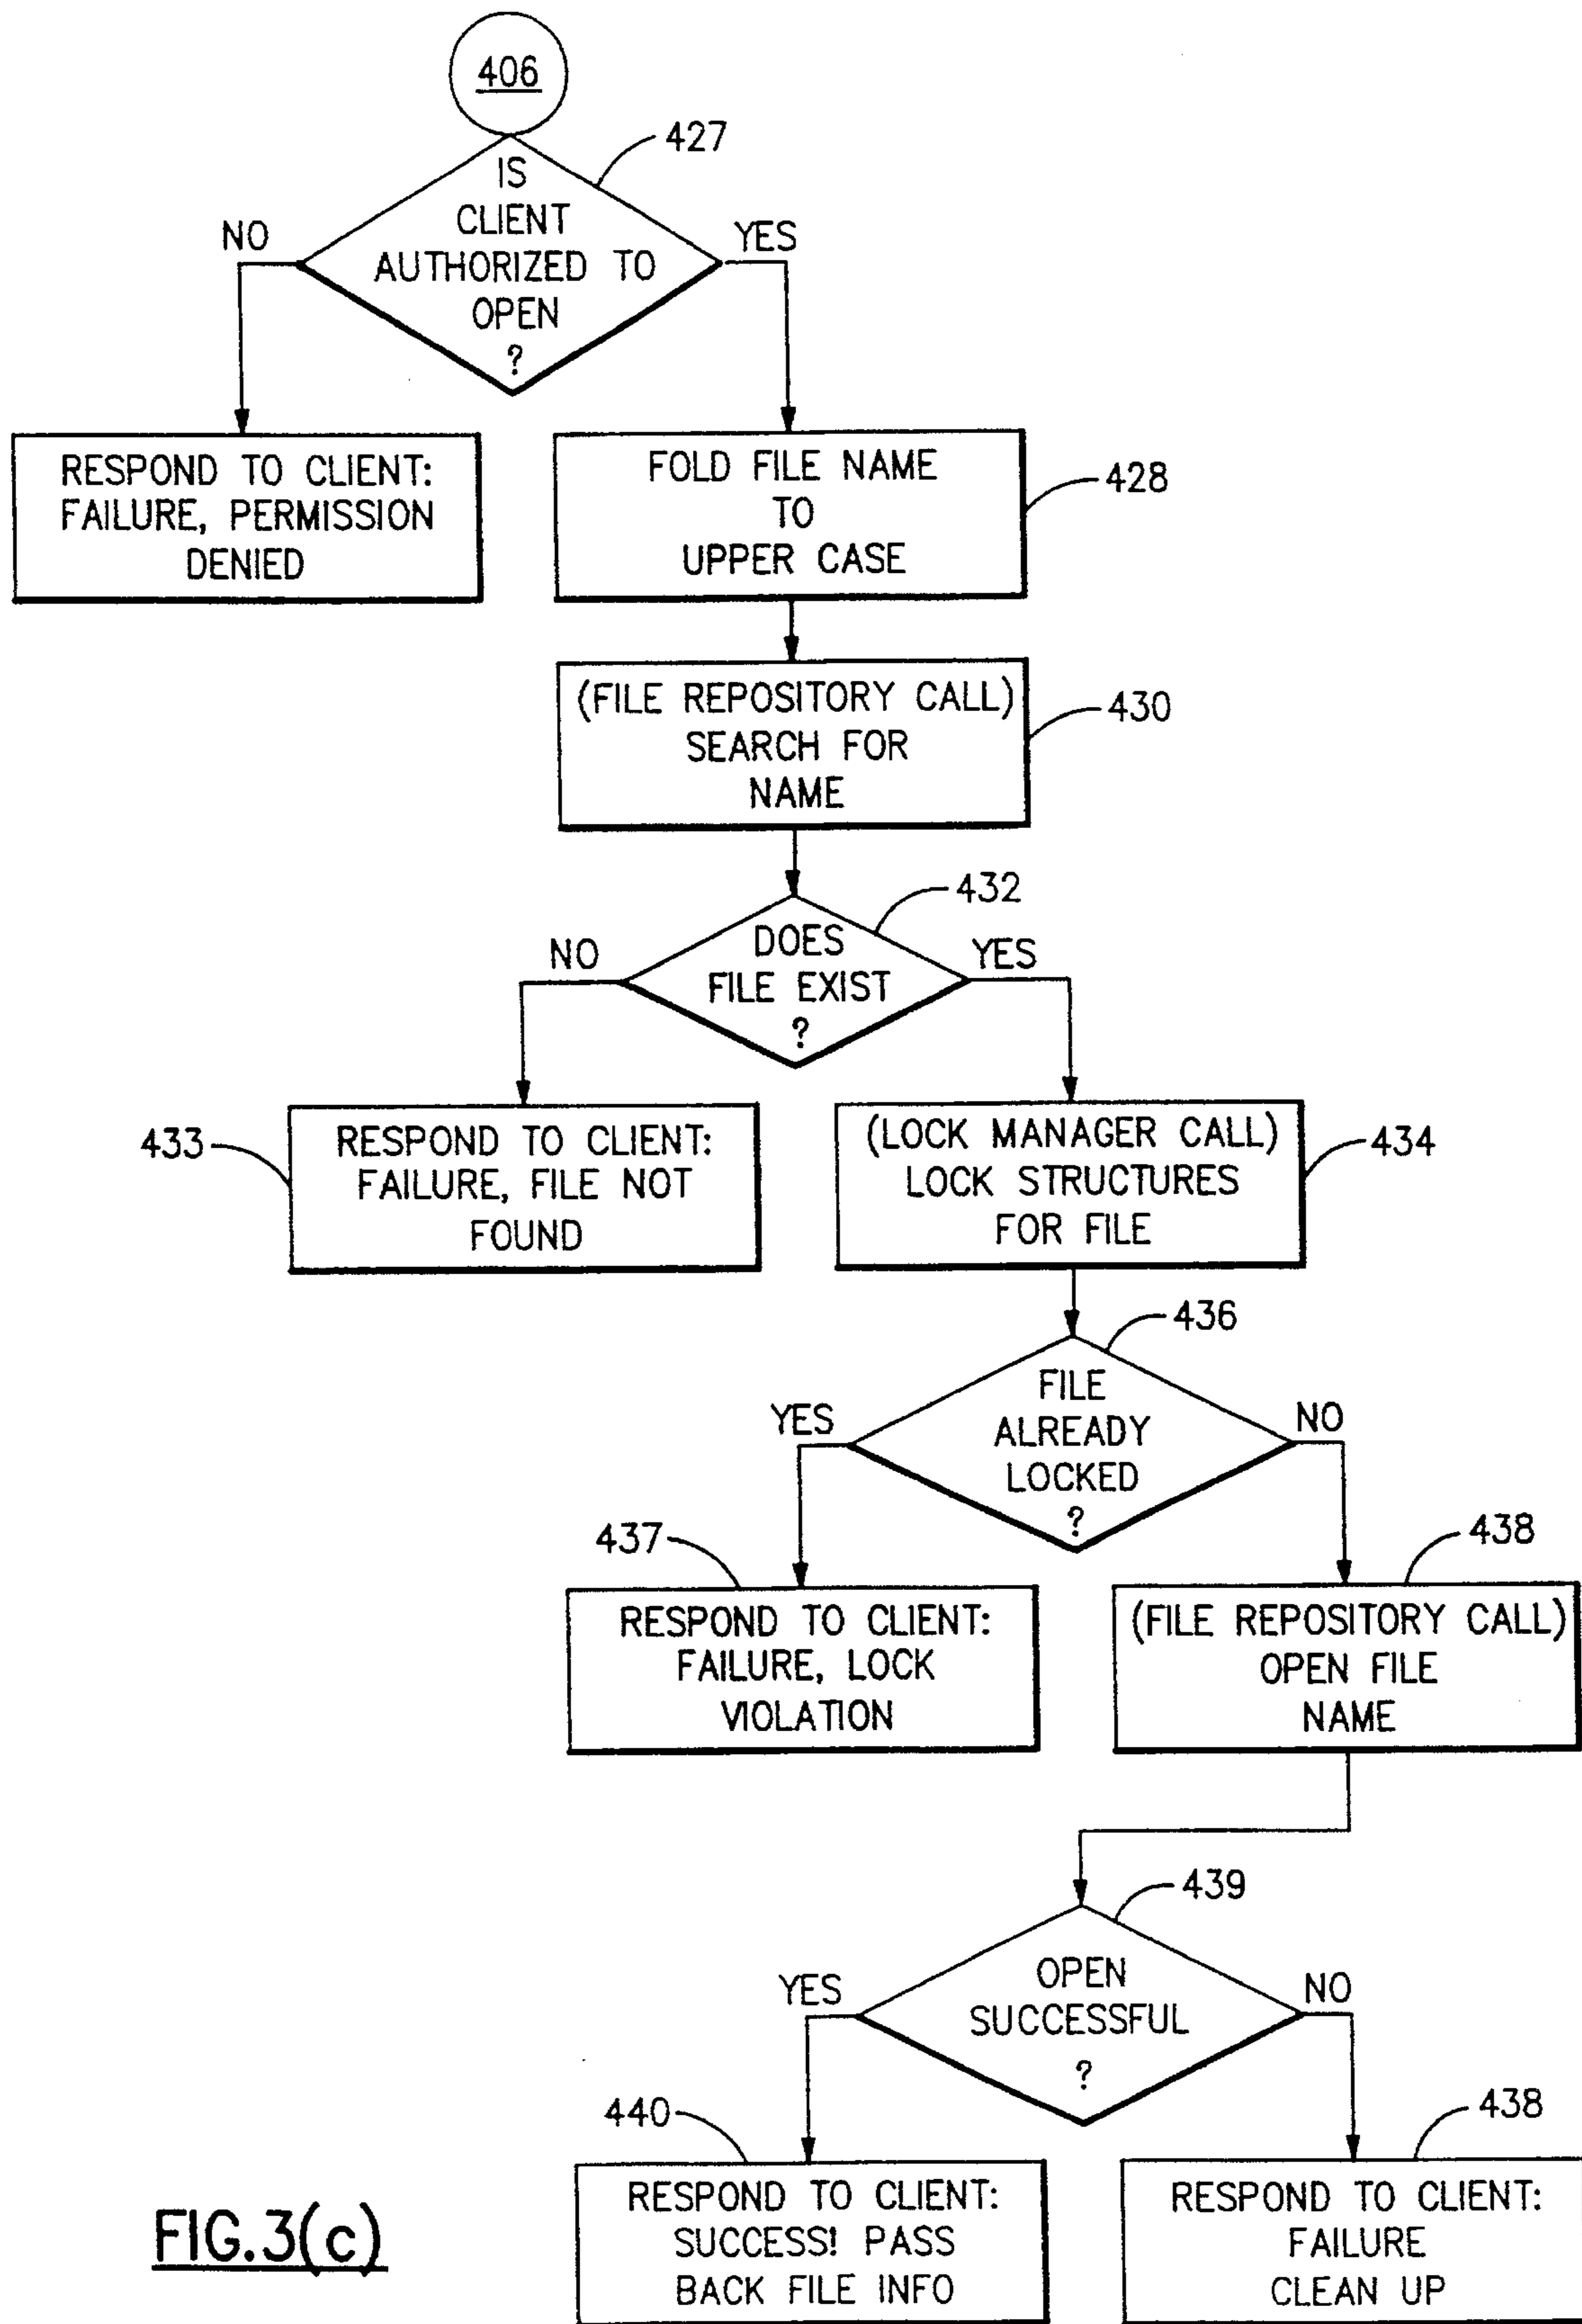 406
427
IS
CLIENT
AUTHORIZED TO
OPEN
?
NO
YES
RESPOND TO CLIENT:
FAILURE, PERMISSION
DENIED
FOLD FILE NAME
TO
UPPER CASE
428
(FILE REPOSITORY CALL)
SEARCH FOR
NAME
430
432
DOES
FILE EXIST
?
NO
YES
433
RESPOND TO CLIENT:
FAILURE, FILE NOT
FOUND
(LOCK MANAGER CALL)
LOCK STRUCTURES
FOR FILE
434
436
FILE
ALREADY
LOCKED
?
YES
NO
437
RESPOND TO CLIENT:
FAILURE, LOCK
VIOLATION
438
(FILE REPOSITORY CALL)
OPEN FILE
NAME
439
OPEN
SUCCESSFUL
?
YES
NO
440
RESPOND TO CLIENT:
SUCCESS! PASS
BACK FILE INFO
438
RESPOND TO CLIENT:
FAILURE
CLEAN UP
FIG.3(c)